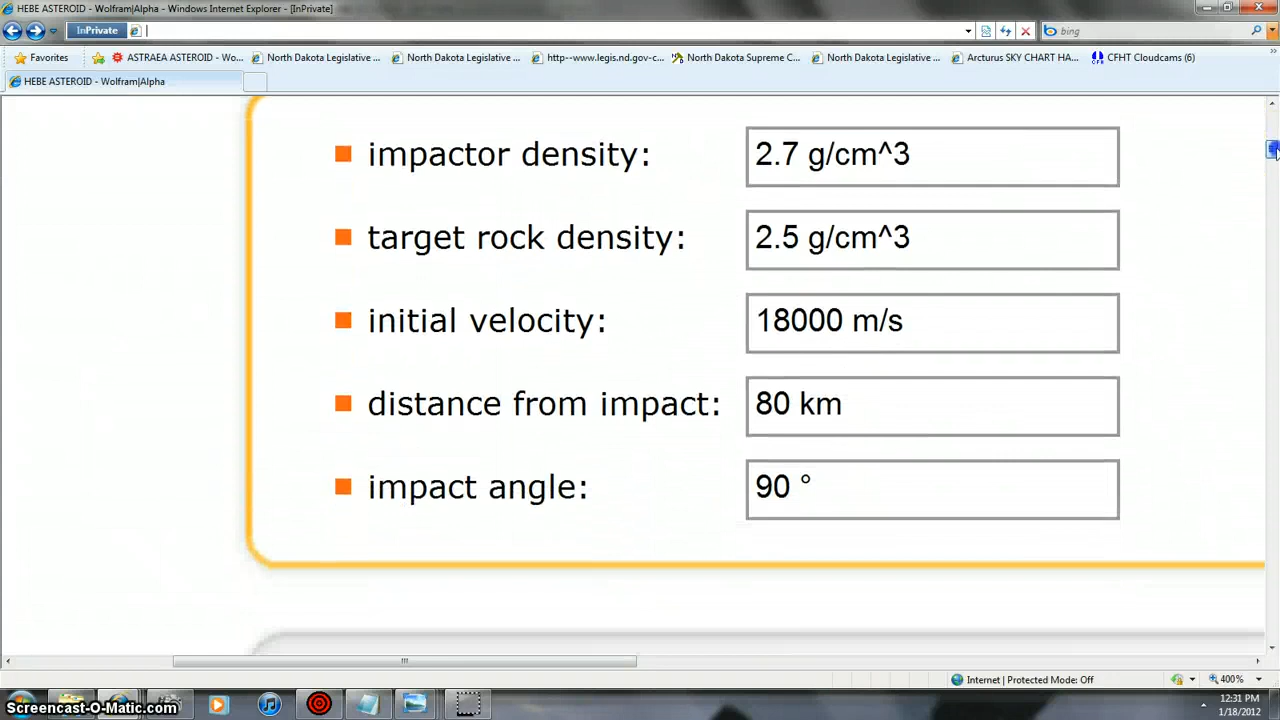 HEBE ASTEROID - Wolfram|Alpha - Windows Internet Explorer - [InPrivate]
InPrivate
bing
Favorites ASTRAEA ASTEROID - Wo... North Dakota Legislative ... North Dakota Legislative ... http--www.legis.nd.gov-c... North Dakota Supreme C... North Dakota Legislative ... Arcturus SKY CHART HA... CFHT Cloudcams (6)
HEBE ASTEROID - Wolfram|Alpha
impactor density: 2.7 g/cm^3
target rock density: 2.5 g/cm^3
initial velocity: 18000 m/s
distance from impact: 80 km
impact angle: 90 °
Internet | Protected Mode: Off 400%
Screencast-O-Matic.com
12:31 PM
1/18/2012